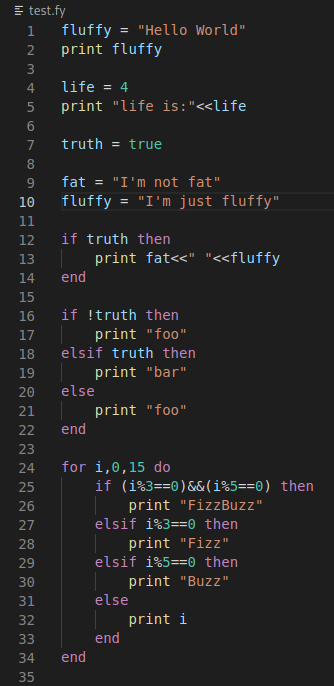 test.fy
1 fluffy = "Hello World"
2 print fluffy
3
4 life = 4
5 print "life is:"<<life
6
7 truth = true
8
9 fat = "I'm not fat"
10 fluffy = "I'm just fluffy"
11
12 if truth then
13     print fat<<" "<<fluffy
14 end
15
16 if !truth then
17     print "foo"
18 elsif truth then
19     print "bar"
20 else
21     print "foo"
22 end
23
24 for i,0,15 do
25     if (i%3==0)&&(i%5==0) then
26         print "FizzBuzz"
27     elsif i%3==0 then
28         print "Fizz"
29     elsif i%5==0 then
30         print "Buzz"
31     else
32         print i
33     end
34 end
35